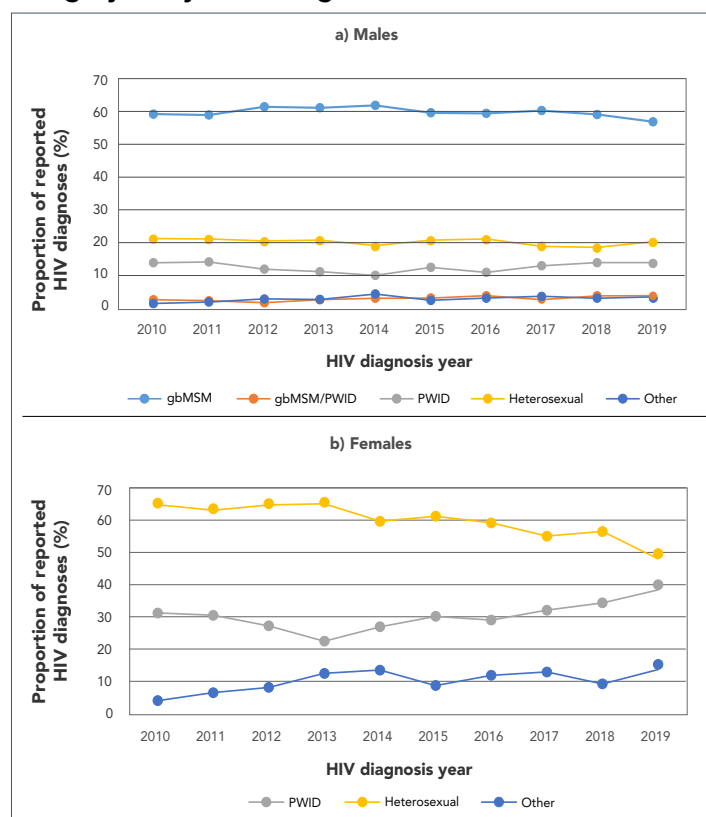 a) Males
70
60
50
40
30
20
10
0
Proportion of reported
HIV diagnoses (%)
2010 2011 2012 2013 2014 2015 2016 2017 2018 2019
HIV diagnosis year
gbMSM gbMSM/PWID PWID Heterosexual Other
b) Females
70
60
50
40
30
20
10
0
Proportion of reported
HIV diagnoses (%)
2010 2011 2012 2013 2014 2015 2016 2017 2018 2019
HIV diagnosis year
PWID Heterosexual Other